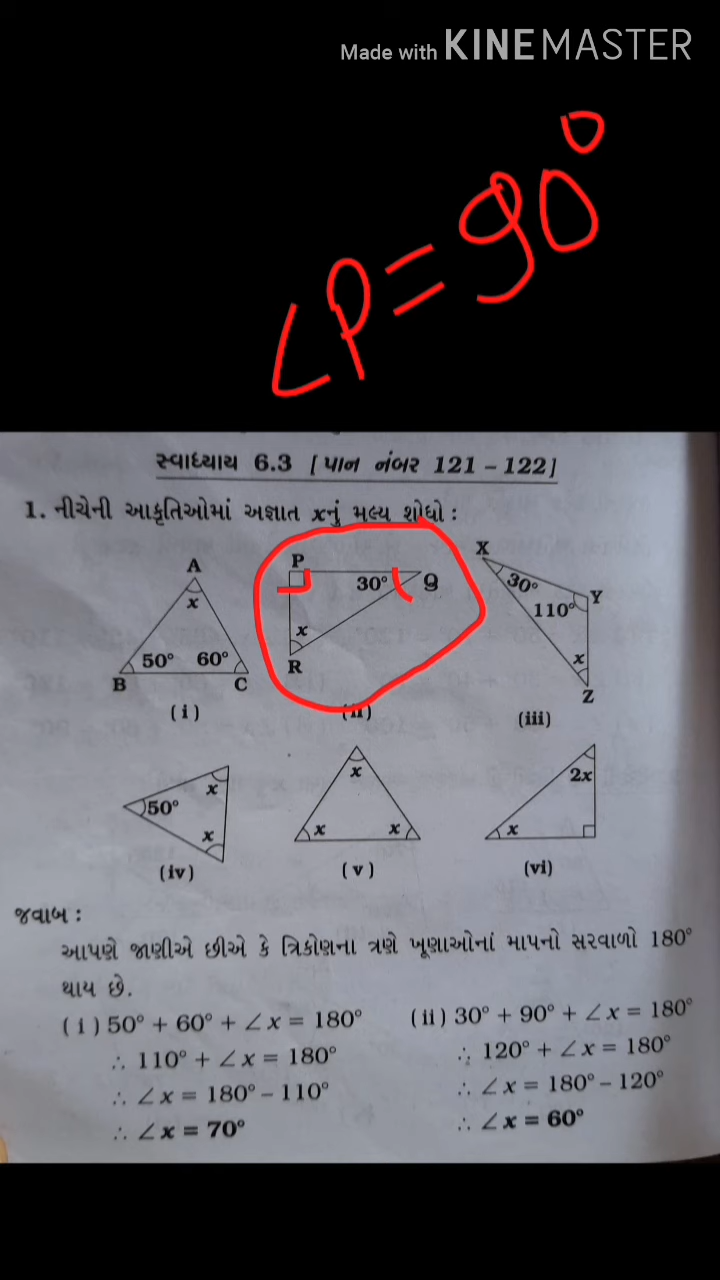 Made with KINEMASTER
∠P = 90°
સ્વાધ્યાય 6.3 [પાન નંબર 121 – 122]
1. નીચેની આકૃતિઓમાં અજ્ઞાત xનું મૂલ્ય શોધો :
A
x
50° 60°
B C
(i)
P
30° Q
x
R
(ii)
X
30°
Y
110°
x
Z
(iii)
x
50°
x
(iv)
x
x x
(v)
2x
x
(vi)
જવાબ :
આપણે જાણીએ છીએ કે ત્રિકોણના ત્રણે ખૂણાઓનાં માપનો સરવાળો 180°
થાય છે.
(i) 50° + 60° + ∠x = 180°
∴ 110° + ∠x = 180°
∴ ∠x = 180° – 110°
∴ ∠x = 70°
(ii) 30° + 90° + ∠x = 180°
∴ 120° + ∠x = 180°
∴ ∠x = 180° – 120°
∴ ∠x = 60°